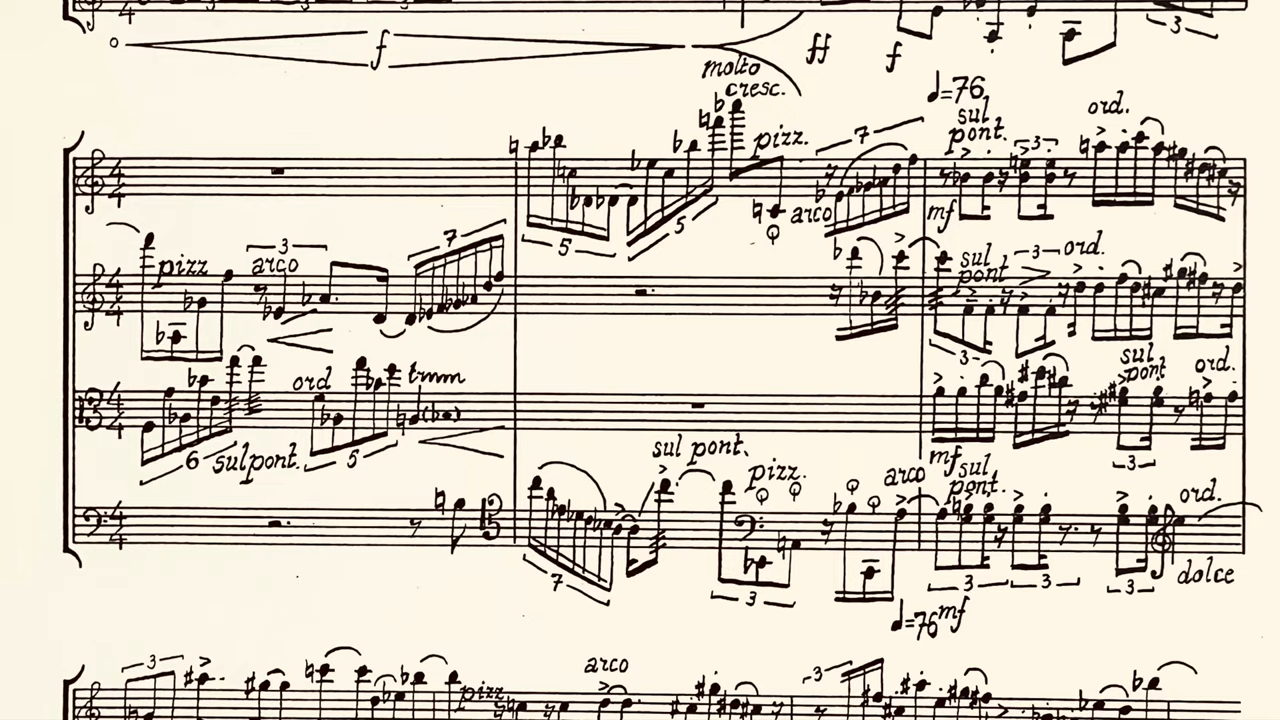 f
ff
f
3
molto
cresc.
♩=76
sul
pont.
ord.
pizz.
7
3
5
5
arco
mf
pizz
3
arco
7
sul
pont
3
ord.
3
ord
trmm
sul
pont
ord.
6
sul pont.
5
mf
3
sul pont.
pizz.
arco
sul
pont.
ord.
7
3
3
3
3
dolce
♩=76
mf
3
arco
pizz
3